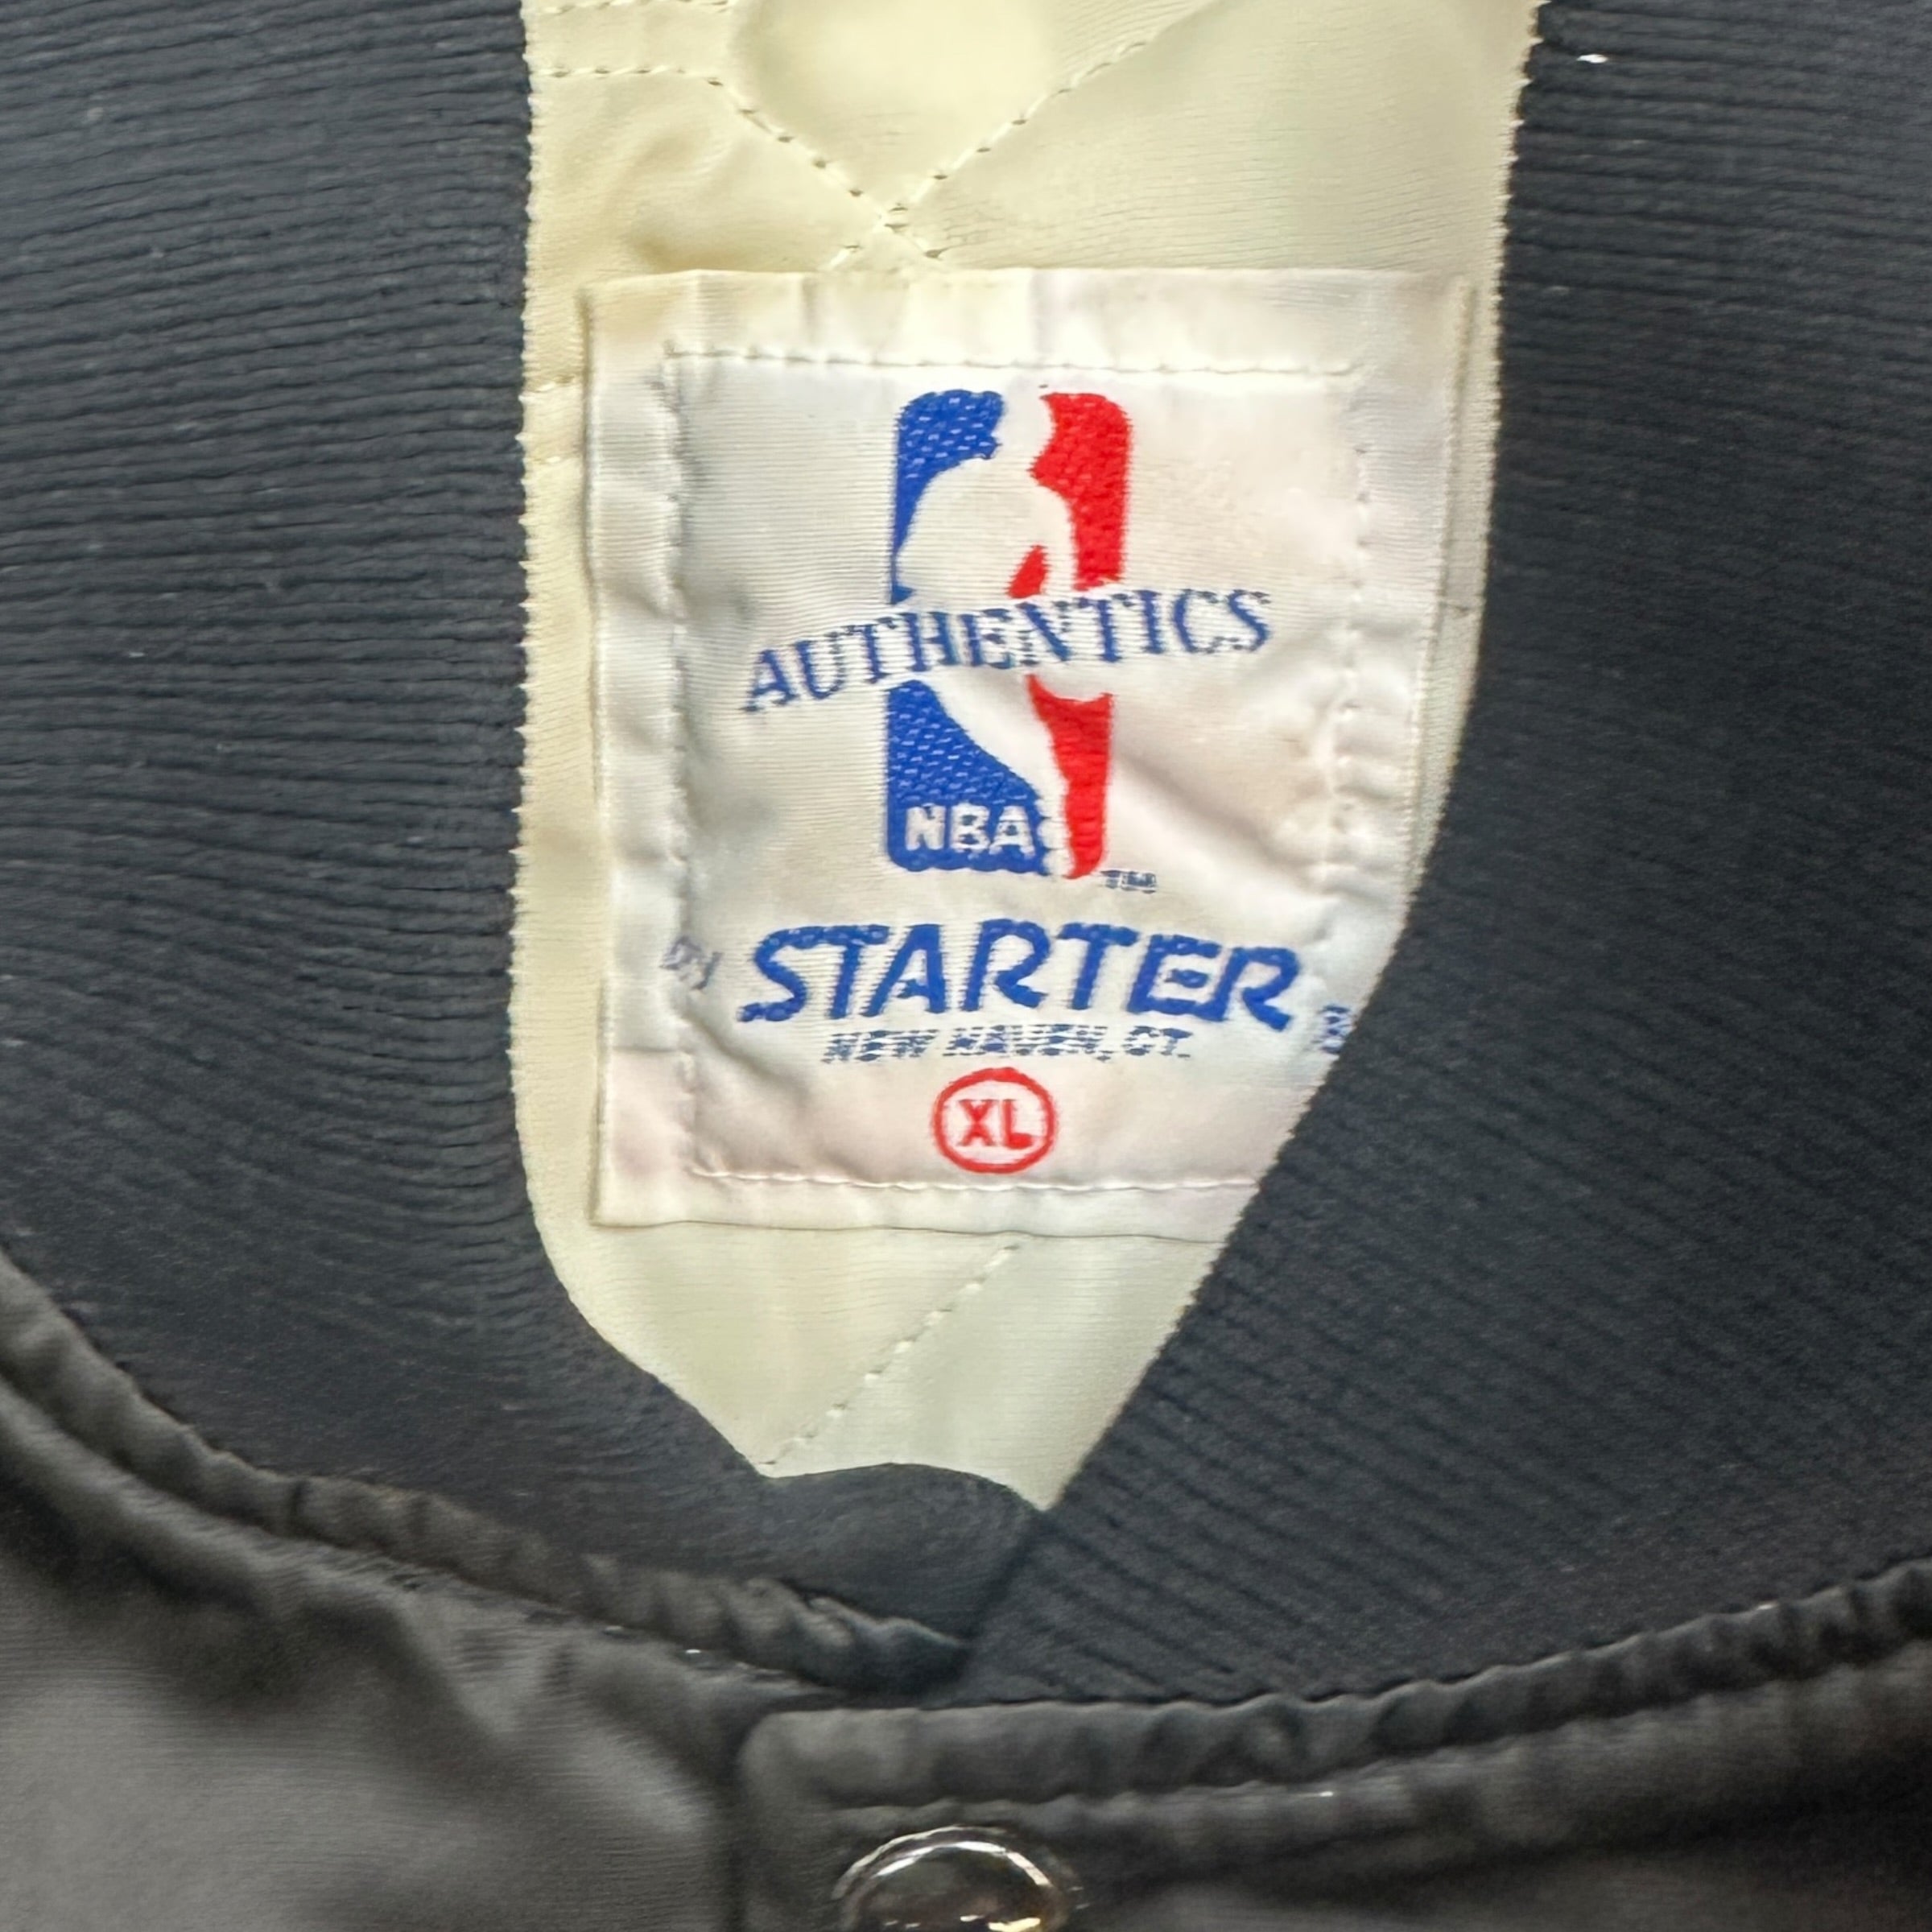 AUTHENTICS
NBA
TM
by STARTER®
NEW HAVEN, CT.
XL